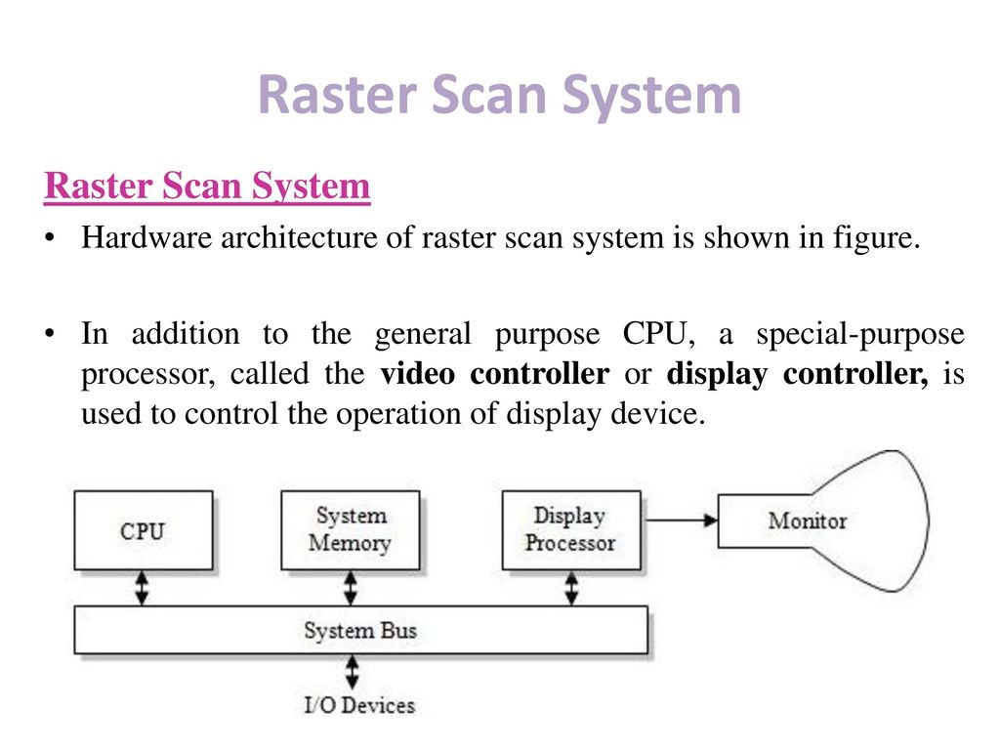 Raster Scan System
Raster Scan System
• Hardware architecture of raster scan system is shown in figure.
• In addition to the general purpose CPU, a special-purpose
processor, called the video controller or display controller, is
used to control the operation of display device.
CPU
System
Memory
Display
Processor
Monitor
System Bus
I/O Devices